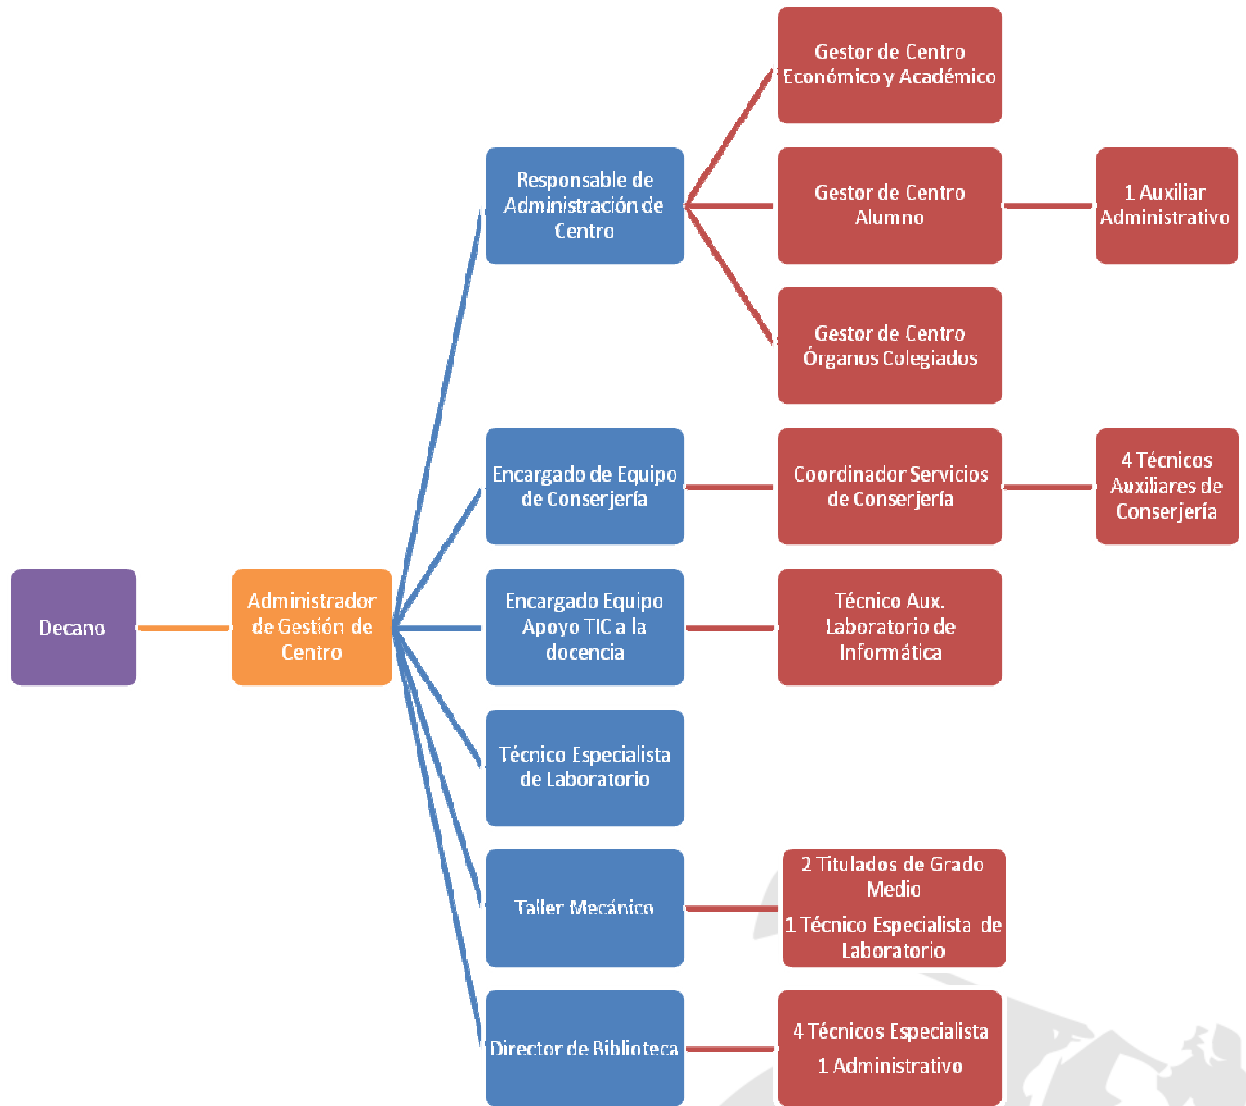 Gestor de Centro
Económico y Académico
Responsable de
Administración de
Centro
Gestor de Centro
Alumno
1 Auxiliar
Administrativo
Gestor de Centro
Órganos Colegiados
Encargado de Equipo
de Conserjería
Coordinador Servicios
de Conserjería
4 Técnicos
Auxiliares de
Conserjería
Decano
Administrador
de Gestión de
Centro
Encargado Equipo
Apoyo TIC a la
docencia
Técnico Aux.
Laboratorio de
Informática
Técnico Especialista
de Laboratorio
Taller Mecánico
2 Titulados de Grado
Medio
1 Técnico Especialista de
Laboratorio
Director de Biblioteca
4 Técnicos Especialista
1 Administrativo